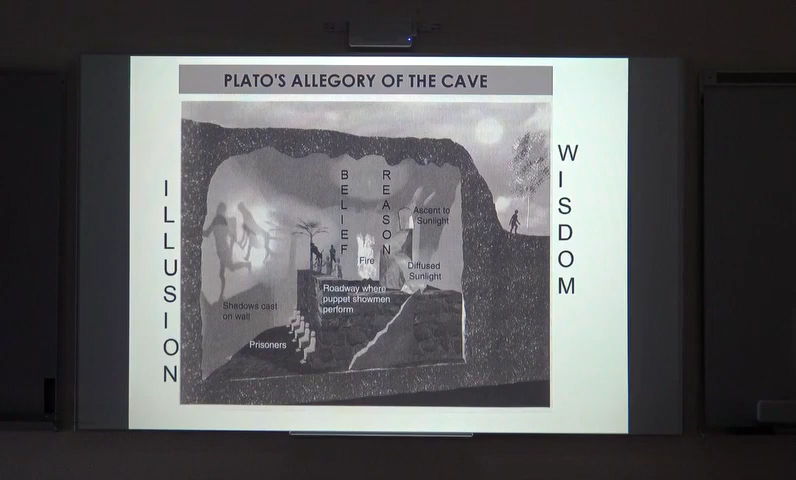 PLATO'S ALLEGORY OF THE CAVE
ILLUSION
BELIEF
REASON
WISDOM
Ascent to
Sunlight
Fire
Diffused
Sunlight
Roadway where
puppet showmen
perform
Shadows cast
on wall
Prisoners